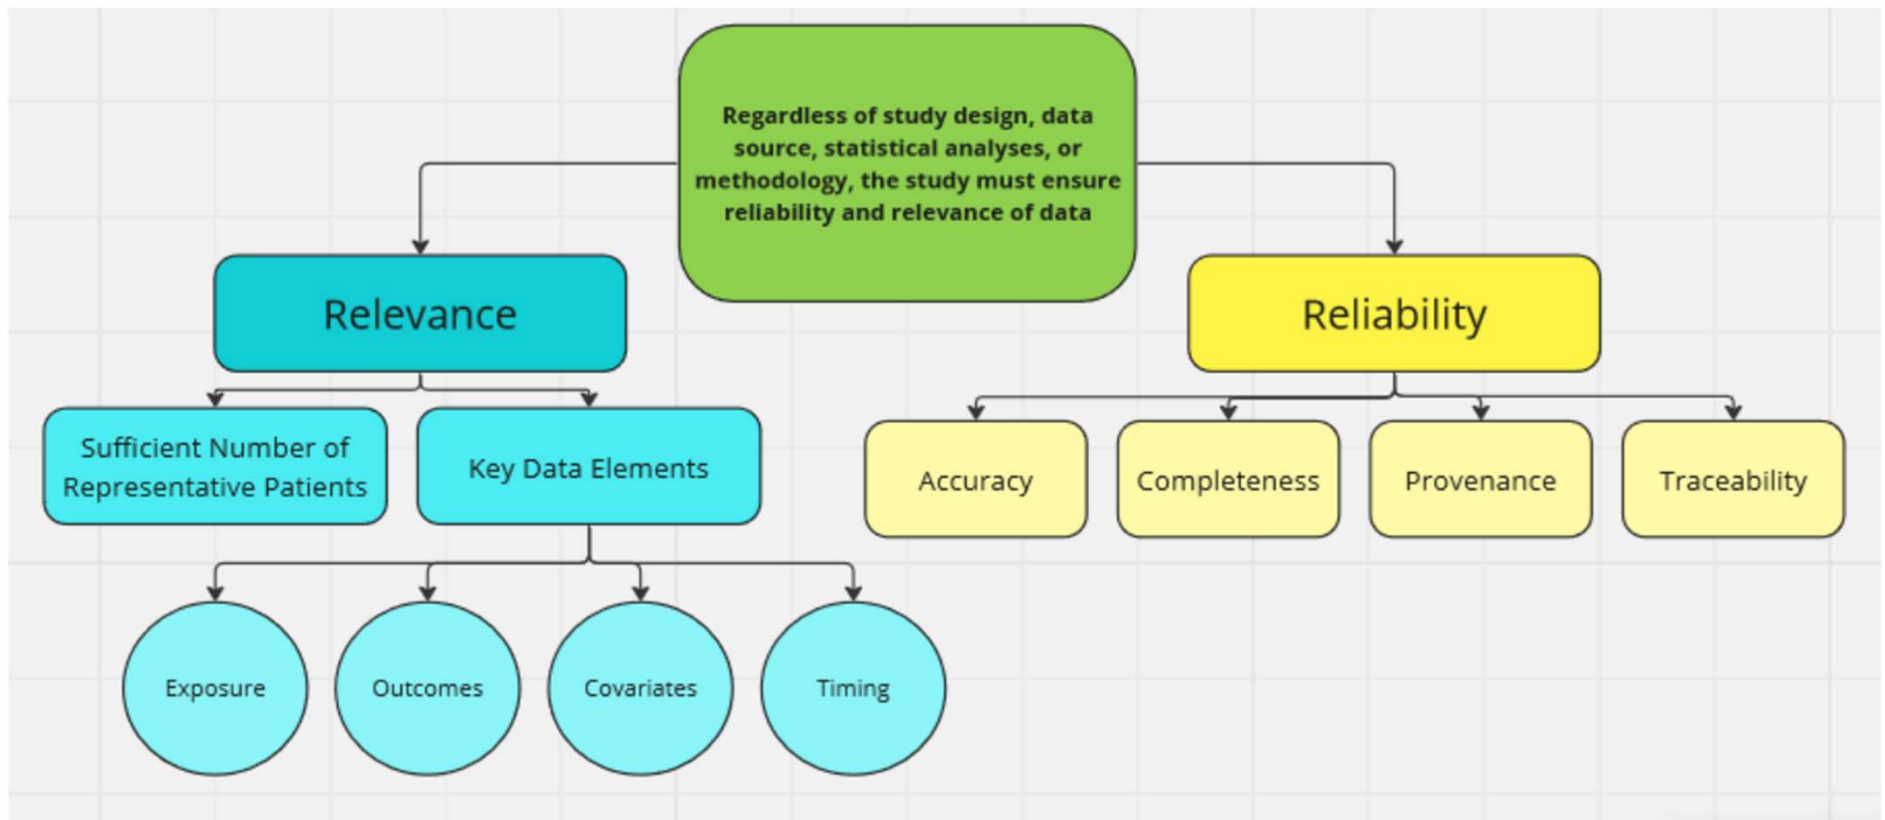 Regardless of study design, data
source, statistical analyses, or
methodology, the study must ensure
reliability and relevance of data
Relevance
Reliability
Sufficient Number of
Representative Patients
Key Data Elements
Accuracy
Completeness
Provenance
Traceability
Exposure
Outcomes
Covariates
Timing